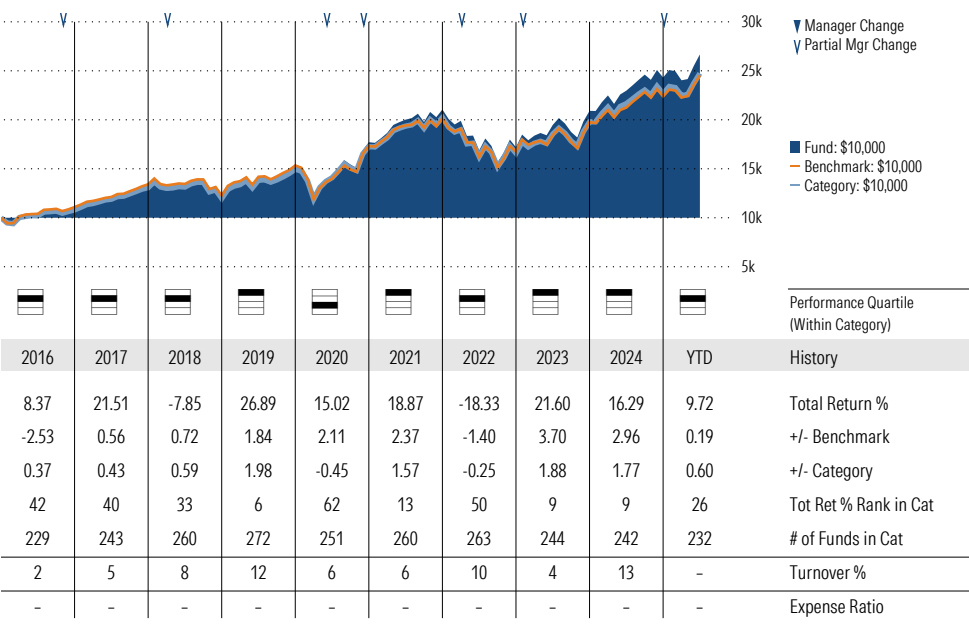 30k
Manager Change
Partial Mgr Change
25k
20k
Fund: $10,000
Benchmark: $10,000
Category: $10,000
15k
10k
5k
Performance Quartile
(Within Category)
2016 2017 2018 2019 2020 2021 2022 2023 2024 YTD History
8.37 21.51 -7.85 26.89 15.02 18.87 -18.33 21.60 16.29 9.72 Total Return %
-2.53 0.56 0.72 1.84 2.11 2.37 -1.40 3.70 2.96 0.19 +/- Benchmark
0.37 0.43 0.59 1.98 -0.45 1.57 -0.25 1.88 1.77 0.60 +/- Category
42 40 33 6 62 13 50 9 9 26 Tot Ret % Rank in Cat
229 243 260 272 251 260 263 244 242 232 # of Funds in Cat
2 5 8 12 6 6 10 4 13 – Turnover %
– – – – – – – – – – Expense Ratio